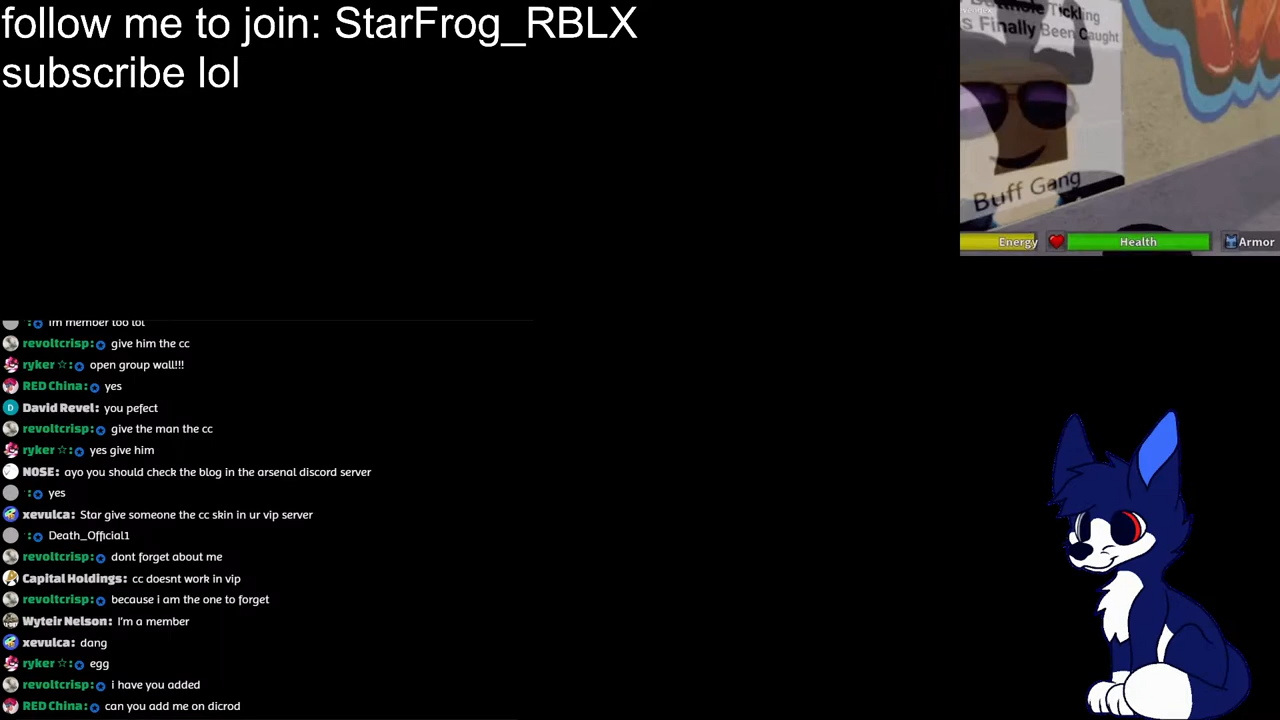 follow me to join: StarFrog_RBLX
subscribe lol
Tickling
s Finally Been Caught
Buff Gang
Energy
Health
Armor
: im member too lol
revoltcrisp: give him the cc
ryker ☆: open group wall!!!
RED China: yes
D David Revel: you pefect
revoltcrisp: give the man the cc
ryker ☆: yes give him
NOSE: ayo you should check the blog in the arsenal discord server
: yes
xevulca: Star give someone the cc skin in ur vip server
: Death_Official1
revoltcrisp: dont forget about me
Capital Holdings: cc doesnt work in vip
revoltcrisp: because i am the one to forget
Wyteir Nelson: I'm a member
xevulca: dang
ryker ☆: egg
revoltcrisp: i have you added
RED China: can you add me on dicrod